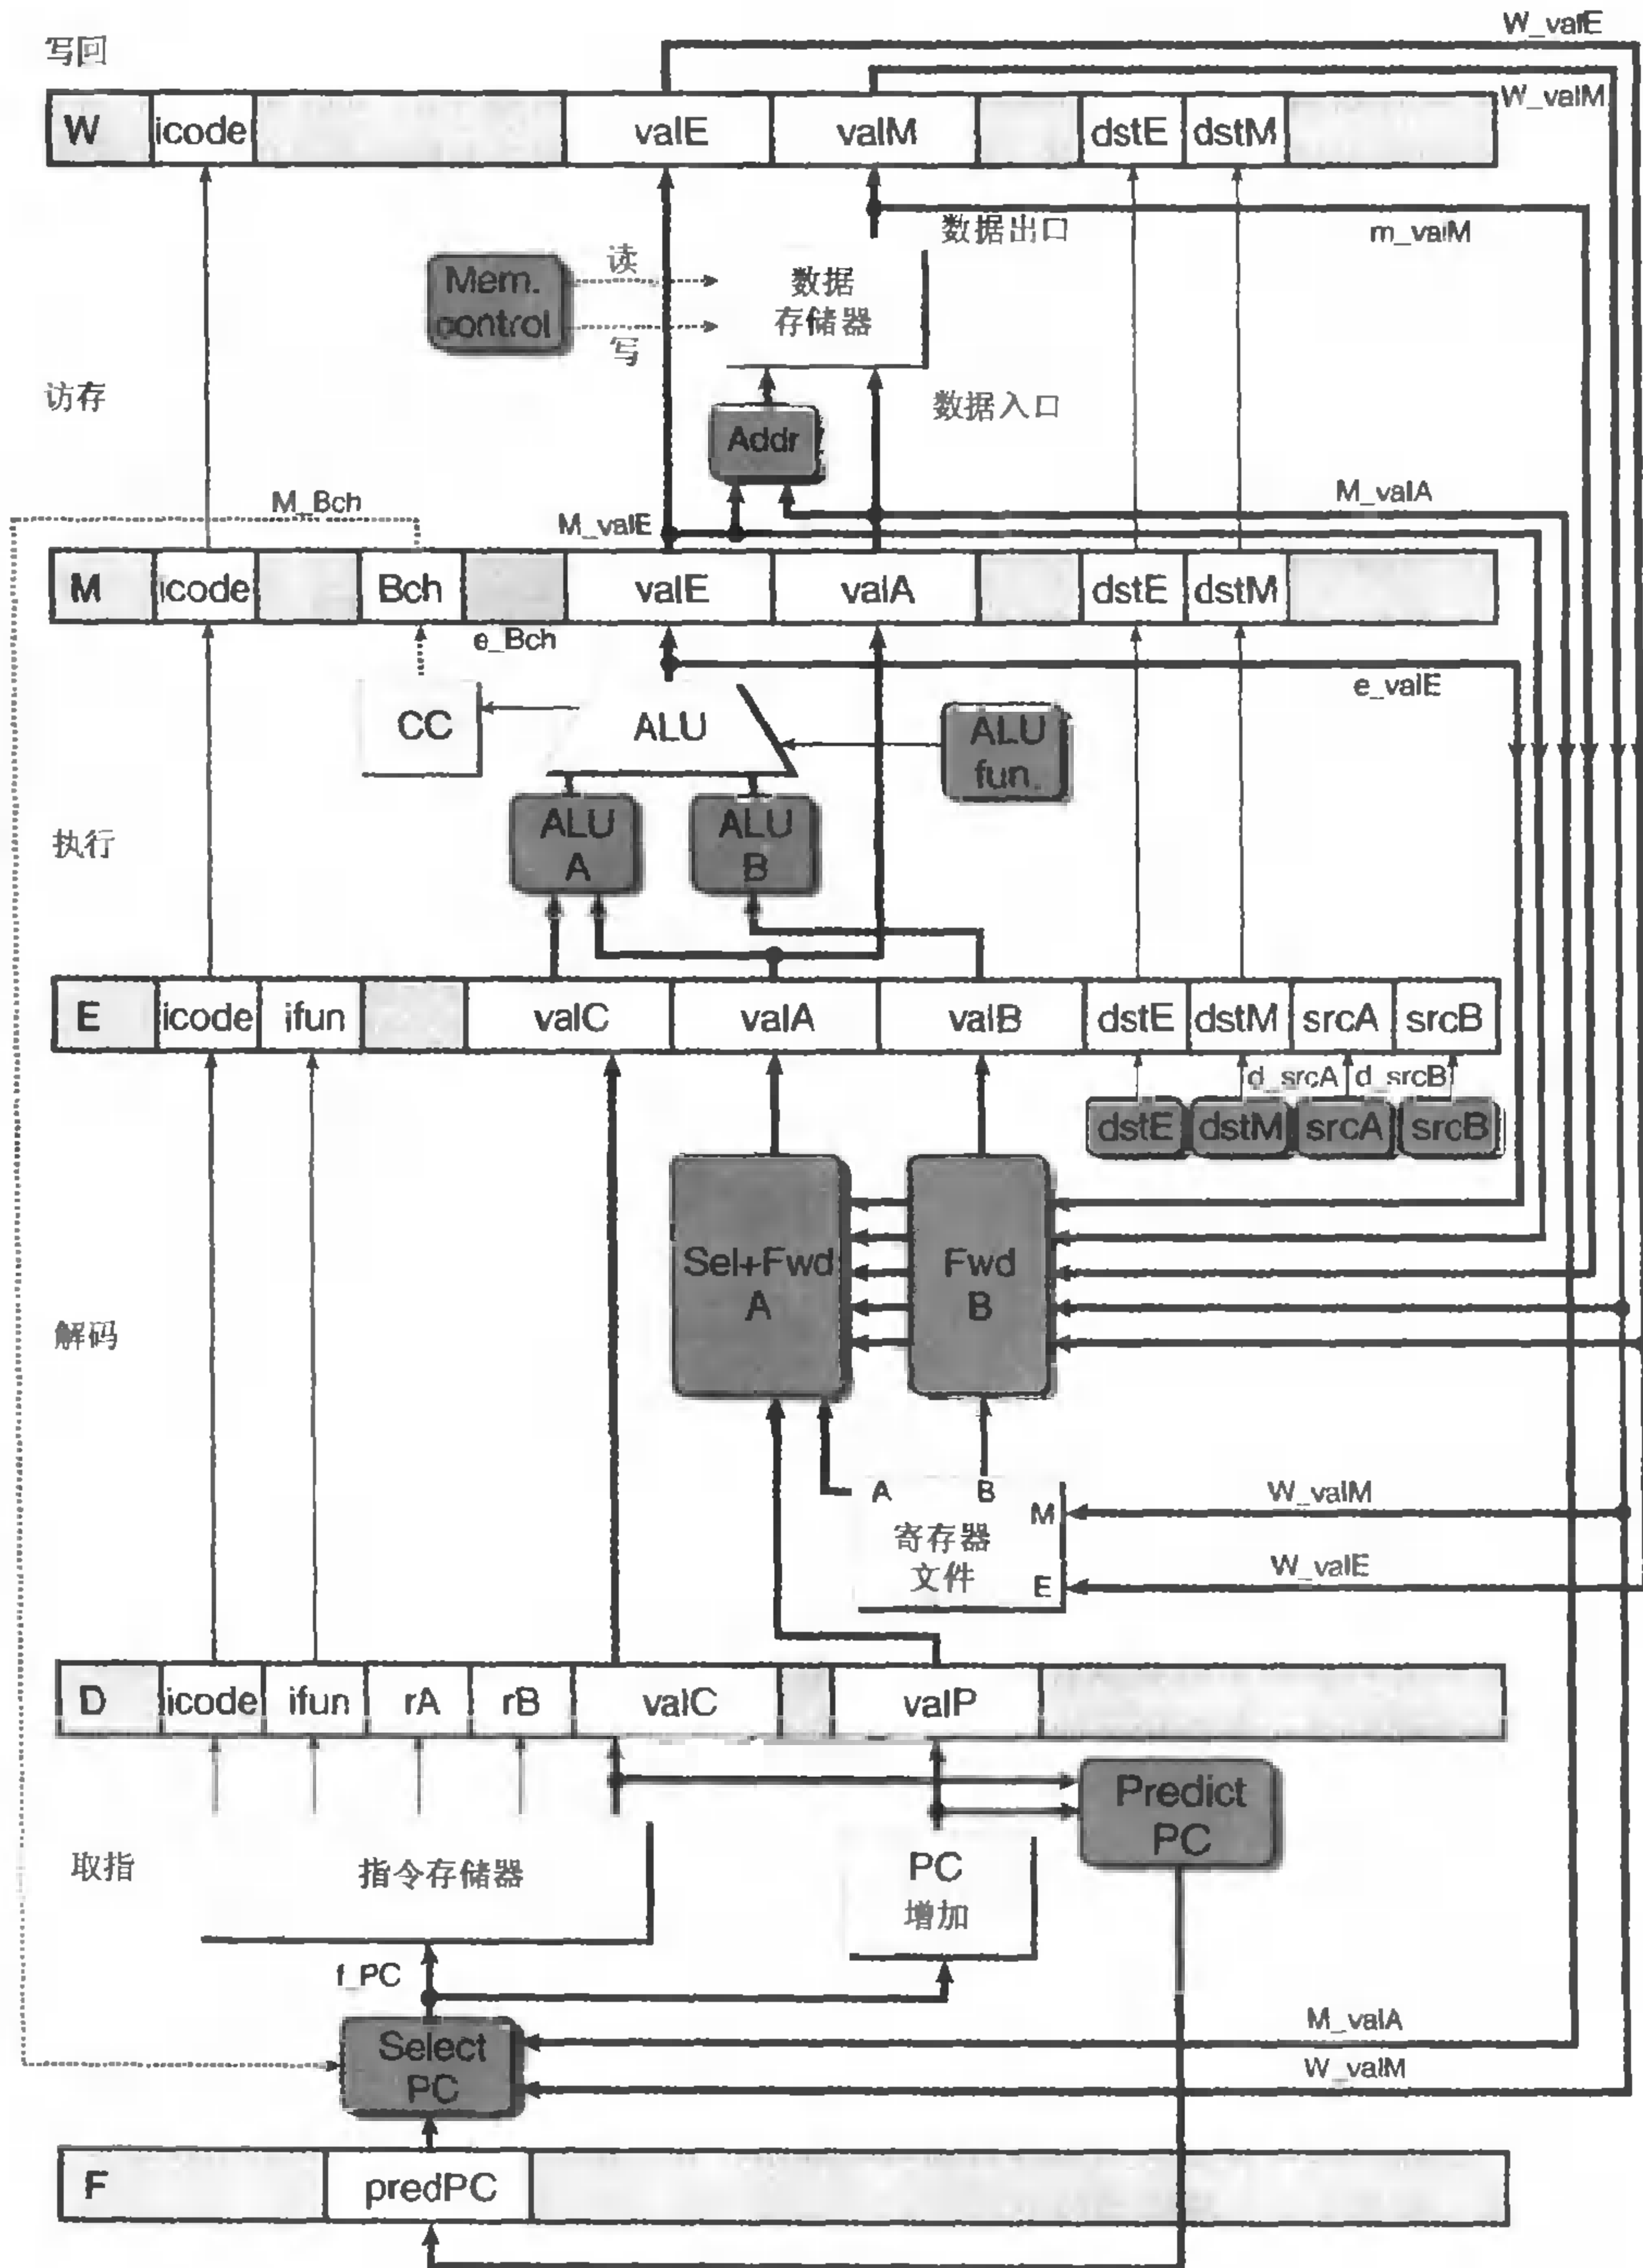 W_valE
写回
W_valM
W icode valE valM dstE dstM
数据出口
m_valM
Mem.
control
读
写
数据
存储器
访存
数据入口
Addr
M_Bch
M_valE
M_valA
M icode Bch valE valA dstE dstM
e_Bch
e_valE
CC
ALU
ALU
fun.
执行
ALU
A
ALU
B
E icode ifun valC valA valB dstE dstM srcA srcB
d_srcA
d_srcB
dstE dstM srcA srcB
Sel+Fwd
A
Fwd
B
解码
A B
M
E
寄存器
文件
W_valM
W_valE
D icode ifun rA rB valC valP
Predict
PC
取指
指令存储器
PC
增加
f_PC
Select
PC
M_valA
W_valM
F predPC